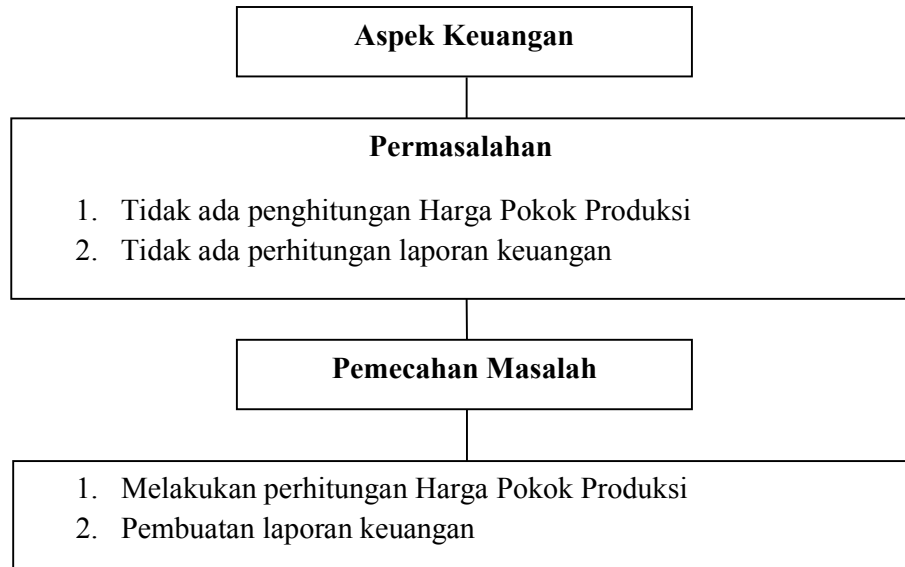 Aspek Keuangan
Permasalahan
1. Tidak ada penghitungan Harga Pokok Produksi
2. Tidak ada perhitungan laporan keuangan
Pemecahan Masalah
1. Melakukan perhitungan Harga Pokok Produksi
2. Pembuatan laporan keuangan